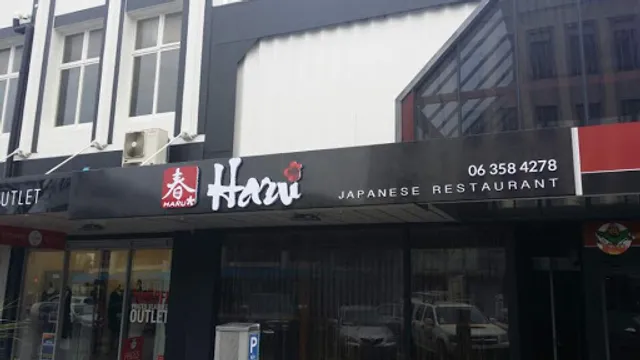 OUTLET
春
HARU
Haru
JAPANESE RESTAURANT
06 358 4278
OUTLET
P